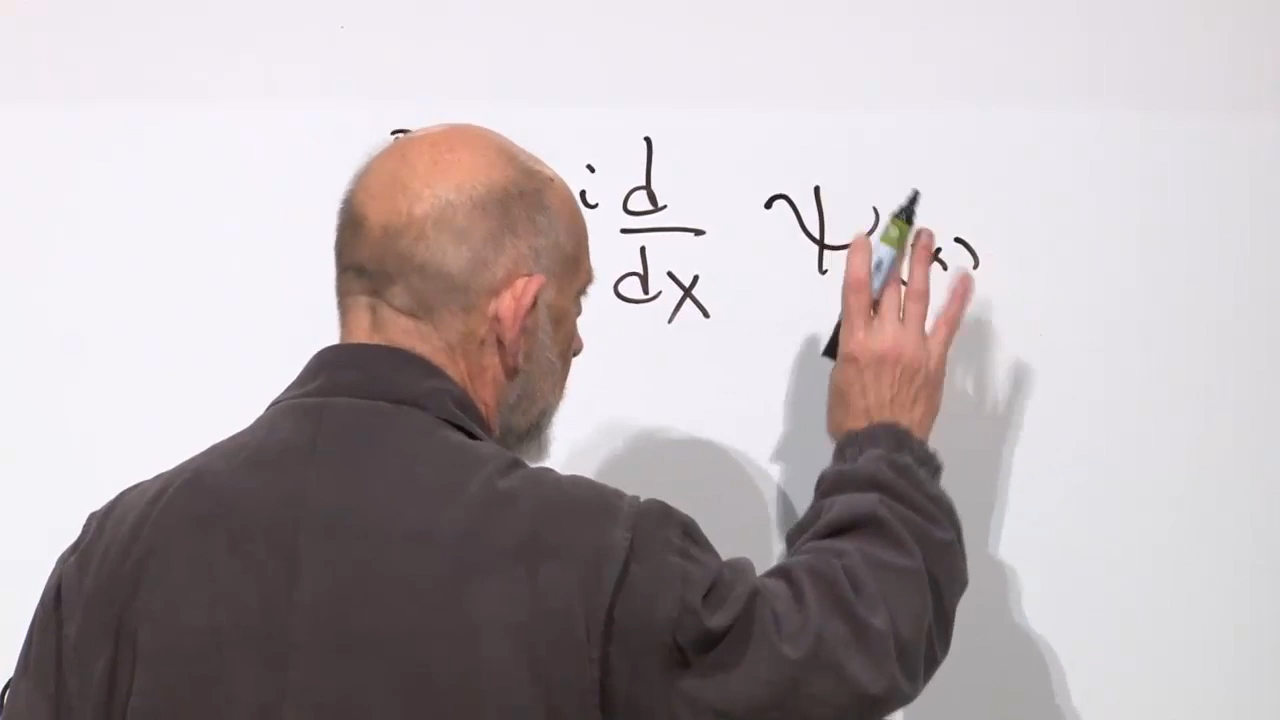 i d/dx ψ(x)